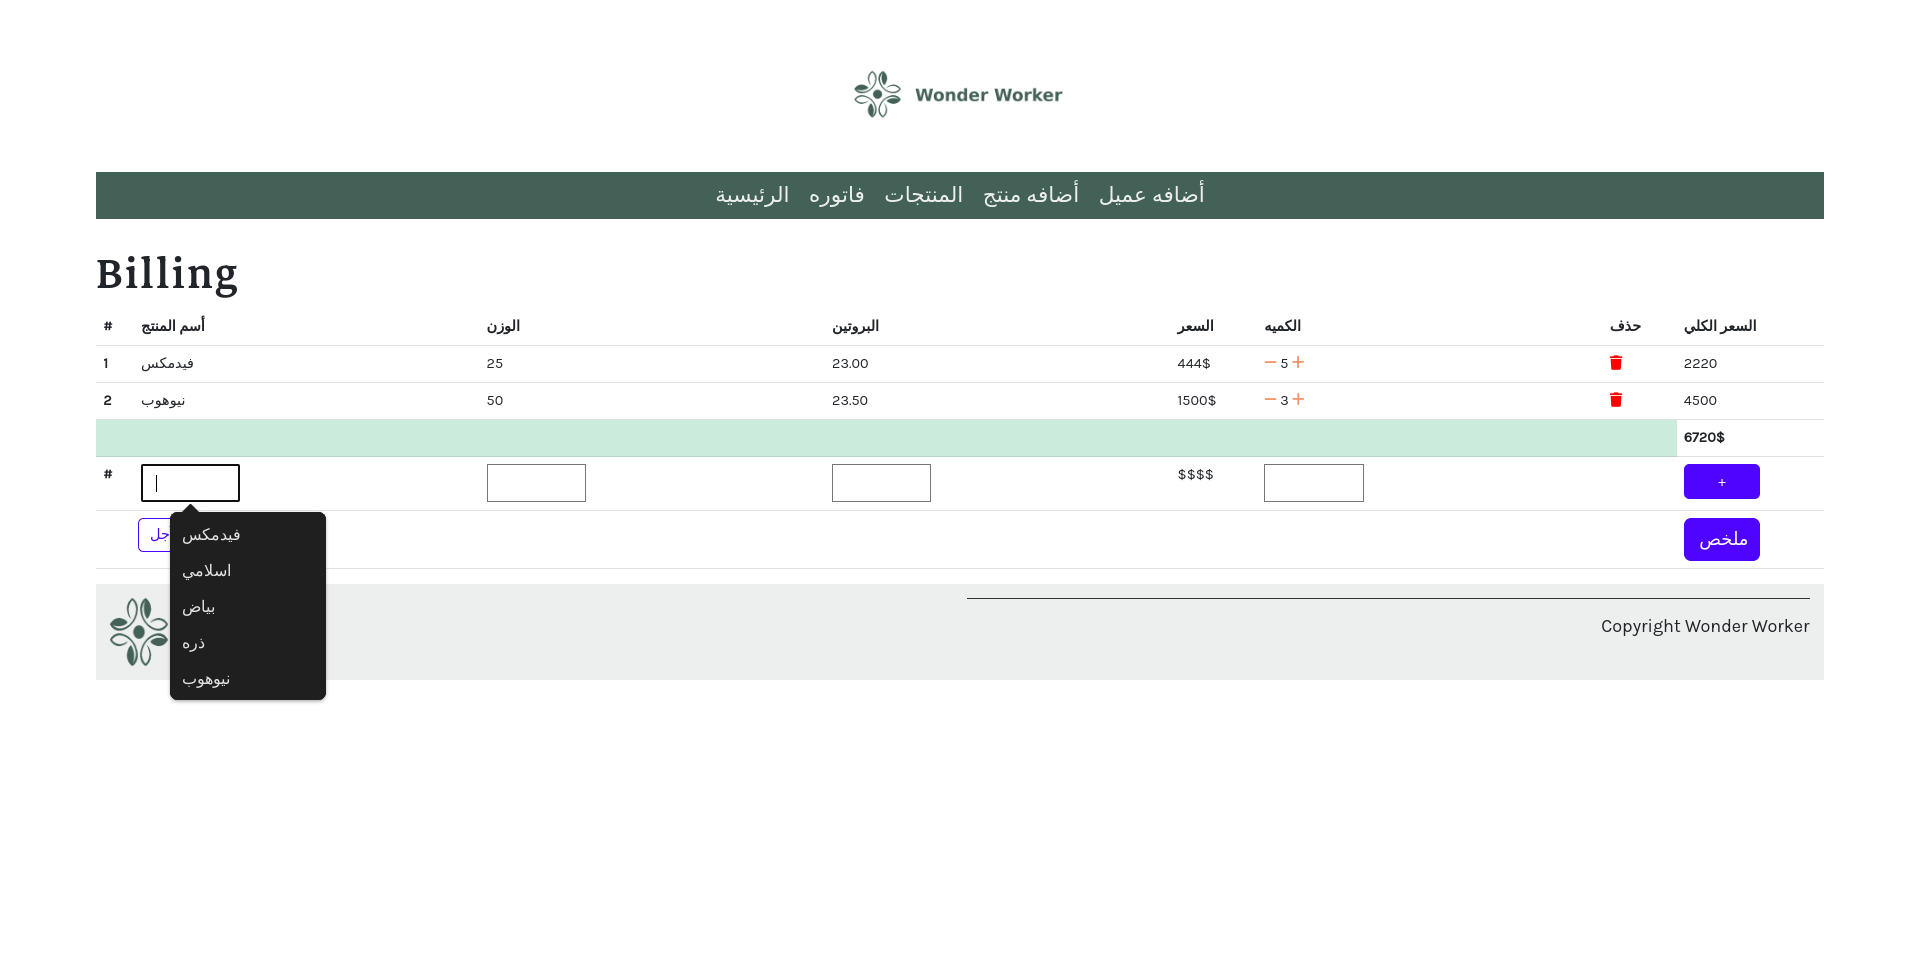 Wonder Worker
الرئيسية فاتوره المنتجات أضافه منتج أضافه عميل
Billing
# أسم المنتج الوزن البروتين السعر الكميه حذف السعر الكلي
1 فيدمكس 25 23.00 444$ − 5 + 2220
2 نيوهوب 50 23.50 1500$ − 3 + 4500
6720$
# $$$$ +
ملخص
فيدمكس
اسلامي
بياض
ذره
نيوهوب
Copyright Wonder Worker